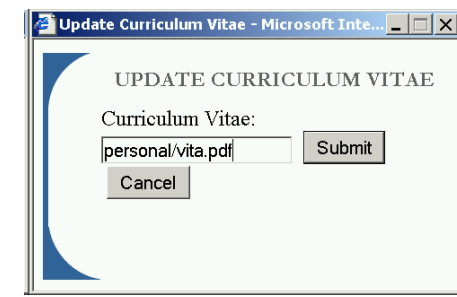 Update Curriculum Vitae - Microsoft Inte...
UPDATE CURRICULUM VITAE
Curriculum Vitae:
personal/vita.pdf Submit
Cancel